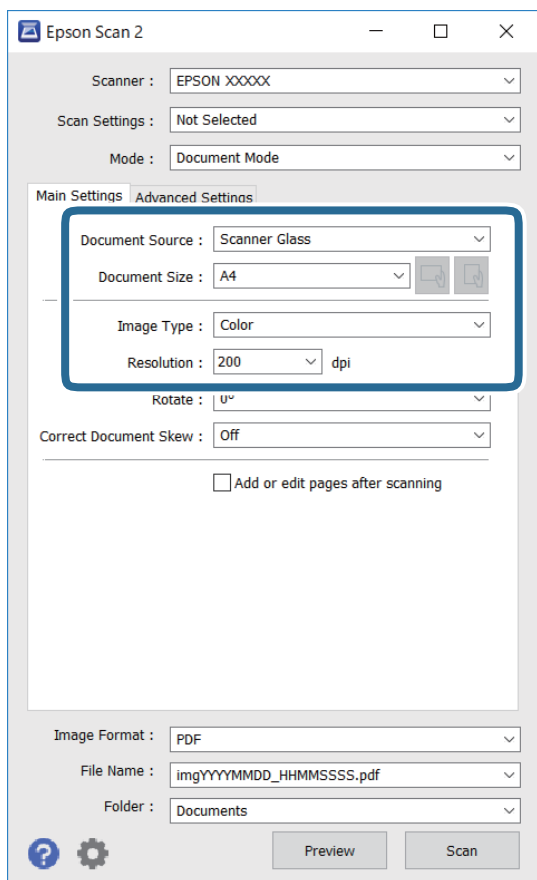 Epson Scan 2
Scanner : EPSON XXXXX
Scan Settings : Not Selected
Mode : Document Mode
Main Settings Advanced Settings
Document Source : Scanner Glass
Document Size : A4
Image Type : Color
Resolution : 200 dpi
Rotate : 0°
Correct Document Skew : Off
Add or edit pages after scanning
Image Format : PDF
File Name : imgYYYYMMDD_HHMMSSSS.pdf
Folder : Documents
? Preview Scan